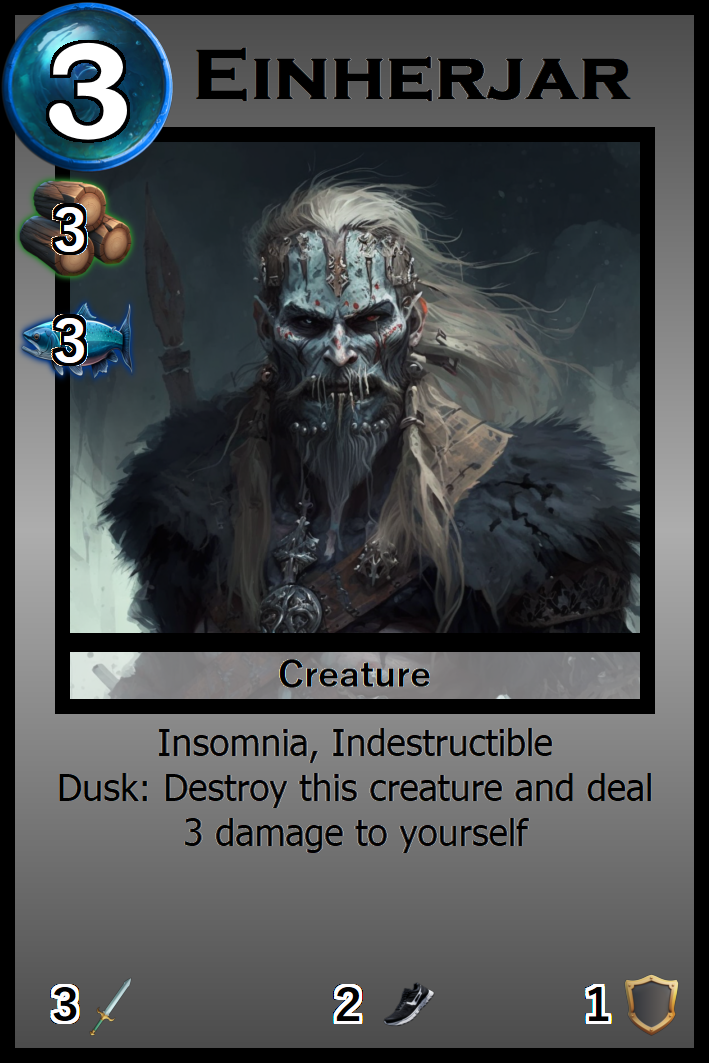 3
Einherjar
3
3
Creature
Insomnia, Indestructible
Dusk: Destroy this creature and deal
3 damage to yourself
3 2 1